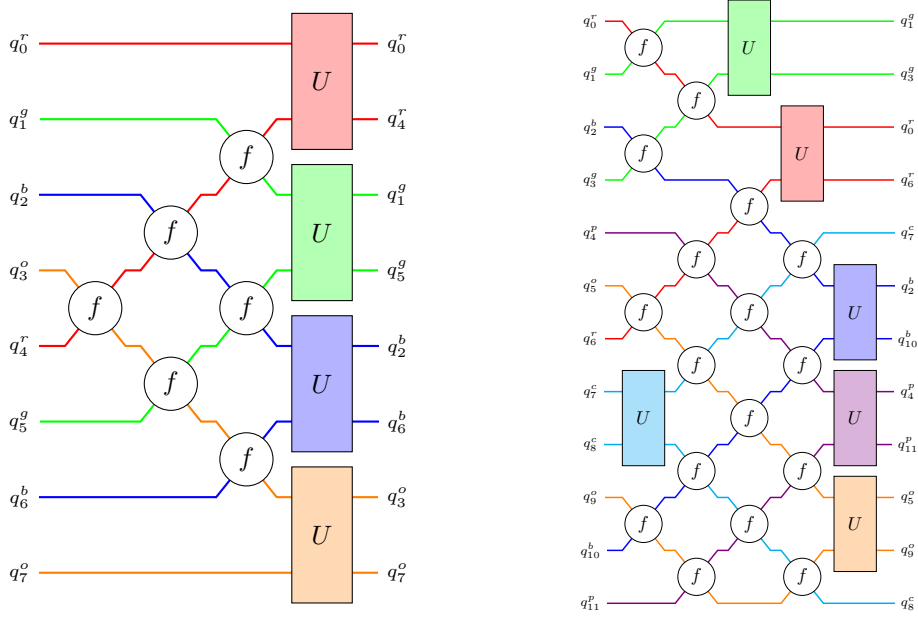 q_0^r q_0^r
U
q_1^g q_4^r
f
q_2^b q_1^g
f U
q_3^o q_5^g
f f
q_4^r q_2^b
f U
q_5^g q_6^b
f
q_6^b q_3^o
U
q_7^o q_7^o
q_0^r q_1^g
f U
q_1^g q_3^g
f
q_2^b q_0^r
f U
q_3^g q_6^r
f
q_4^p q_7^c
f f
q_5^o q_2^b
f f U
q_6^r q_10^b
f f
q_7^c q_4^p
U f U
q_8^c q_11^p
f f
q_9^o q_5^o
f f U
q_10^b q_9^o
f f
q_11^p q_8^c